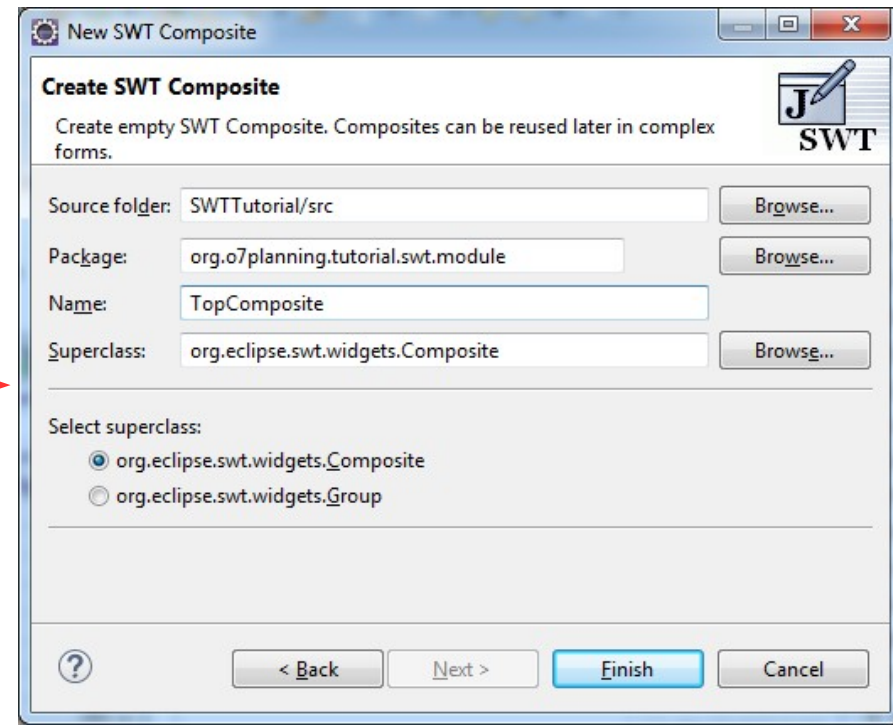 New SWT Composite
Create SWT Composite
Create empty SWT Composite. Composites can be reused later in complex
forms.
J
SWT
Source folder: SWTTutorial/src Browse...
Package: org.o7planning.tutorial.swt.module Browse...
Name: TopComposite
Superclass: org.eclipse.swt.widgets.Composite Browse...
Select superclass:
org.eclipse.swt.widgets.Composite
org.eclipse.swt.widgets.Group
? < Back Next > Finish Cancel